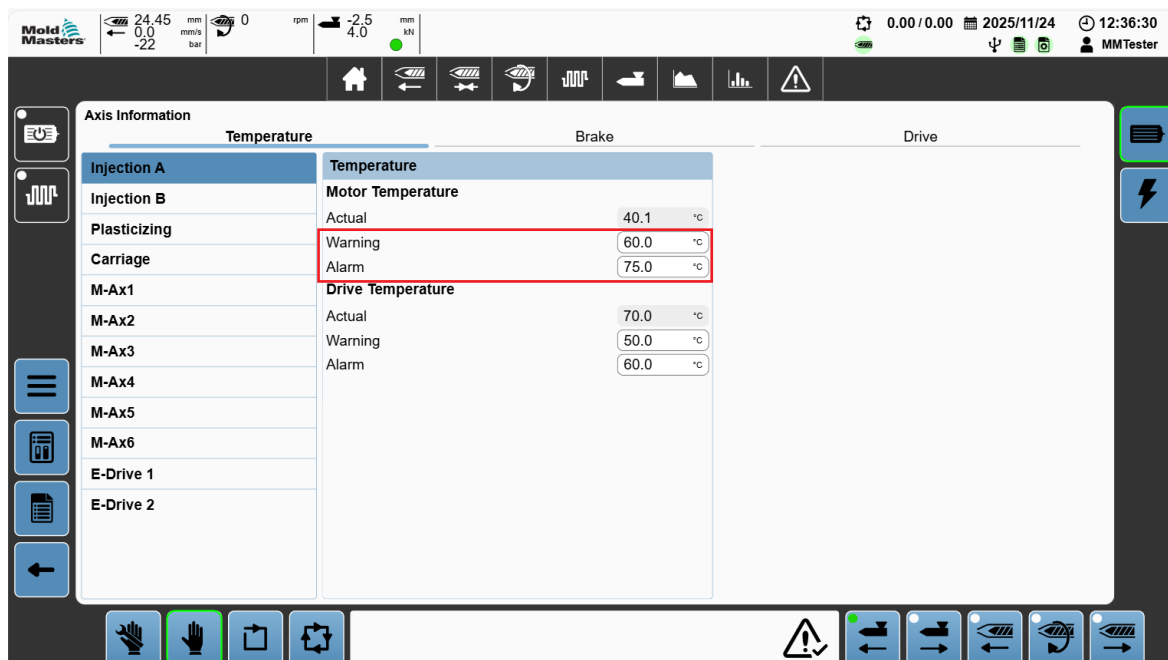 Mold Masters
24.45 mm
0.0 mm/s
-22 bar
0 rpm
-2.5 mm
4.0 kN
0.00 / 0.00 2025/11/24 12:36:30
MMTester
Axis Information
Temperature Brake Drive
Injection A
Injection B
Plasticizing
Carriage
M-Ax1
M-Ax2
M-Ax3
M-Ax4
M-Ax5
M-Ax6
E-Drive 1
E-Drive 2
Temperature
Motor Temperature
Actual 40.1 °C
Warning 60.0 °C
Alarm 75.0 °C
Drive Temperature
Actual 70.0 °C
Warning 50.0 °C
Alarm 60.0 °C